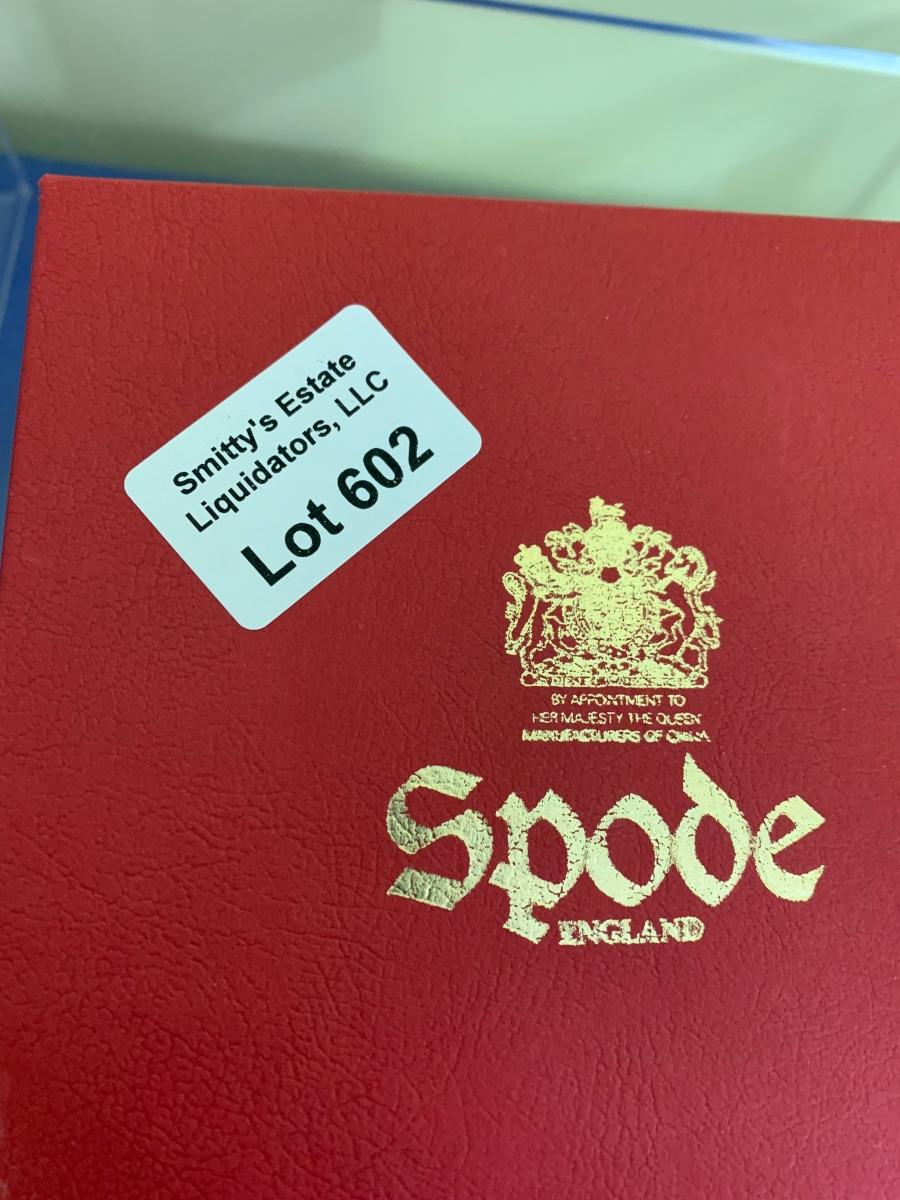 Smitty's Estate
Liquidators, LLC
Lot 602
BY APPOINTMENT TO
HER MAJESTY THE QUEEN
MANUFACTURERS OF CHINA
Spode
ENGLAND